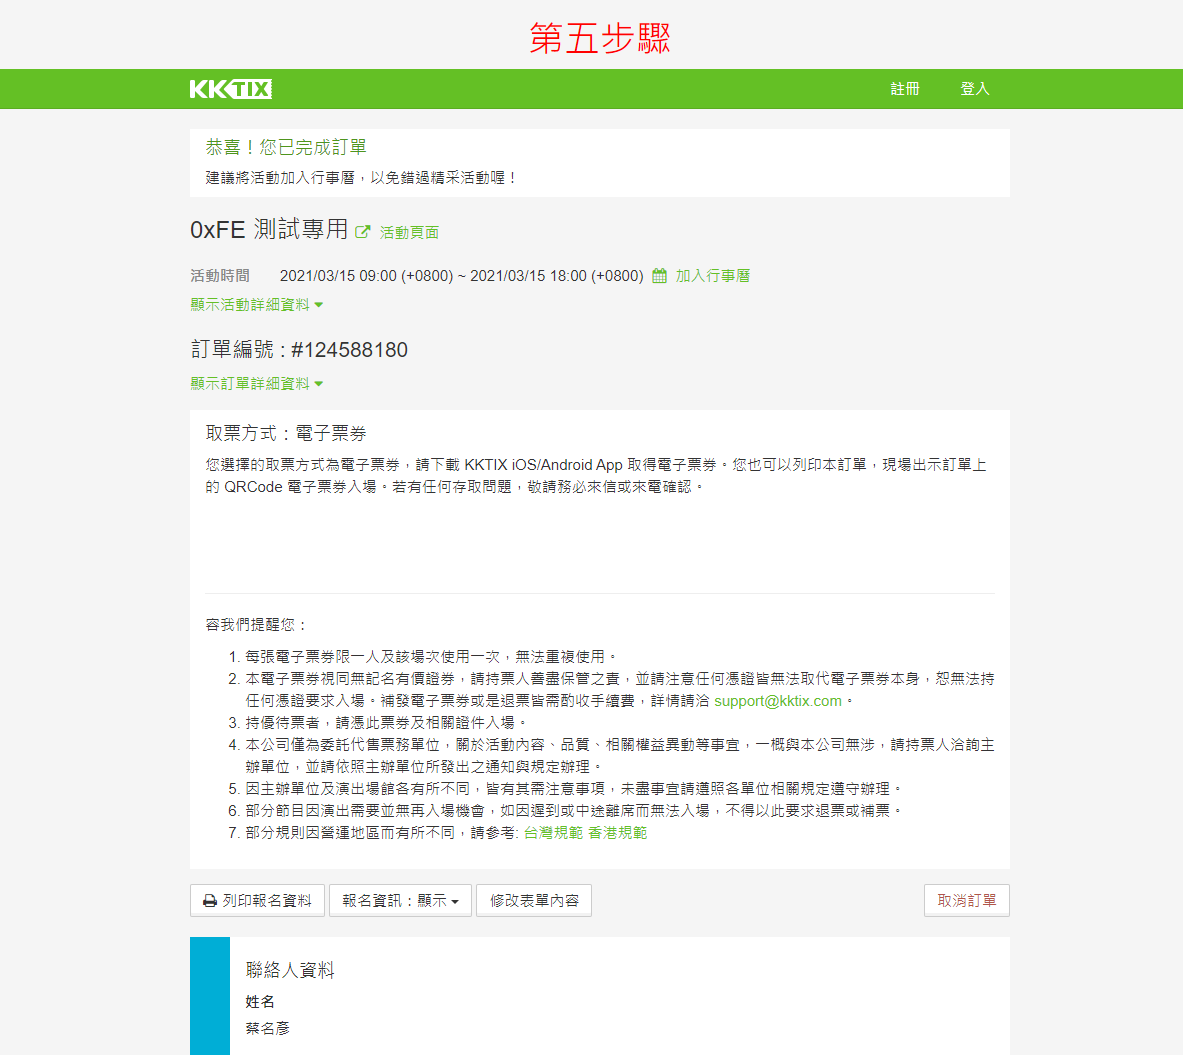 第五步驟
KKTIX
註冊 登入
恭喜！您已完成訂單
建議將活動加入行事曆，以免錯過精采活動喔！
0xFE 測試專用 活動頁面
活動時間 2021/03/15 09:00 (+0800) ~ 2021/03/15 18:00 (+0800) 加入行事曆
顯示活動詳細資料
訂單編號 : #124588180
顯示訂單詳細資料
取票方式：電子票券
您選擇的取票方式為電子票券，請下載 KKTIX iOS/Android App 取得電子票券。您也可以列印本訂單，現場出示訂單上
的 QRCode 電子票券入場。若有任何存取問題，敬請務必來信或來電確認。
容我們提醒您：
1. 每張電子票券限一人及該場次使用一次，無法重複使用。
2. 本電子票券視同無記名有價證券，請持票人善盡保管之責，並請注意任何憑證皆無法取代電子票券本身，恕無法持
任何憑證要求入場。補發電子票券或是退票皆需酌收手續費，詳情請洽 support@kktix.com。
3. 持優待票者，請憑此票券及相關證件入場。
4. 本公司僅為委託代售票務單位，關於活動內容、品質、相關權益異動等事宜，一概與本公司無涉，請持票人洽詢主
辦單位，並請依照主辦單位所發出之通知與規定辦理。
5. 因主辦單位及演出場館各有所不同，皆有其需注意事項，未盡事宜請遵照各單位相關規定遵守辦理。
6. 部分節目因演出需要並無再入場機會，如因遲到或中途離席而無法入場，不得以此要求退票或補票。
7. 部分規則因營運地區而有所不同，請參考: 台灣規範 香港規範
列印報名資料 報名資訊：顯示 修改表單內容 取消訂單
聯絡人資料
姓名
蔡名彥